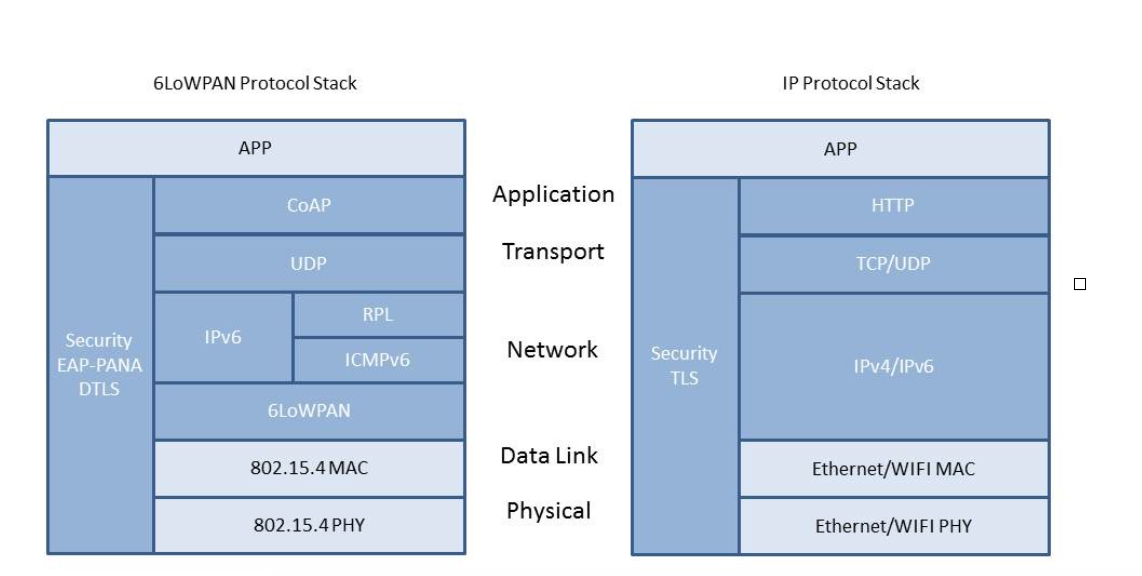 6LoWPAN Protocol Stack
APP
CoAP
UDP
IPv6
RPL
ICMPv6
6LoWPAN
802.15.4 MAC
802.15.4 PHY
Security
EAP-PANA
DTLS
Application
Transport
Network
Data Link
Physical
IP Protocol Stack
APP
HTTP
TCP/UDP
IPv4/IPv6
Ethernet/WIFI MAC
Ethernet/WIFI PHY
Security
TLS